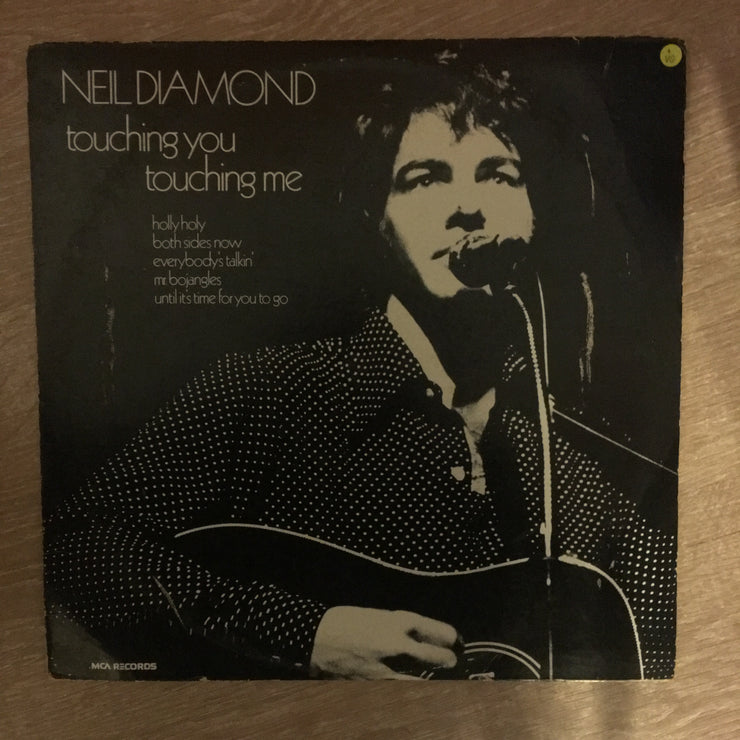 NEIL DIAMOND
touching you
touching me
holly holy
both sides now
everybody's talkin'
mr. bojangles
until it's time for you to go
MCA RECORDS